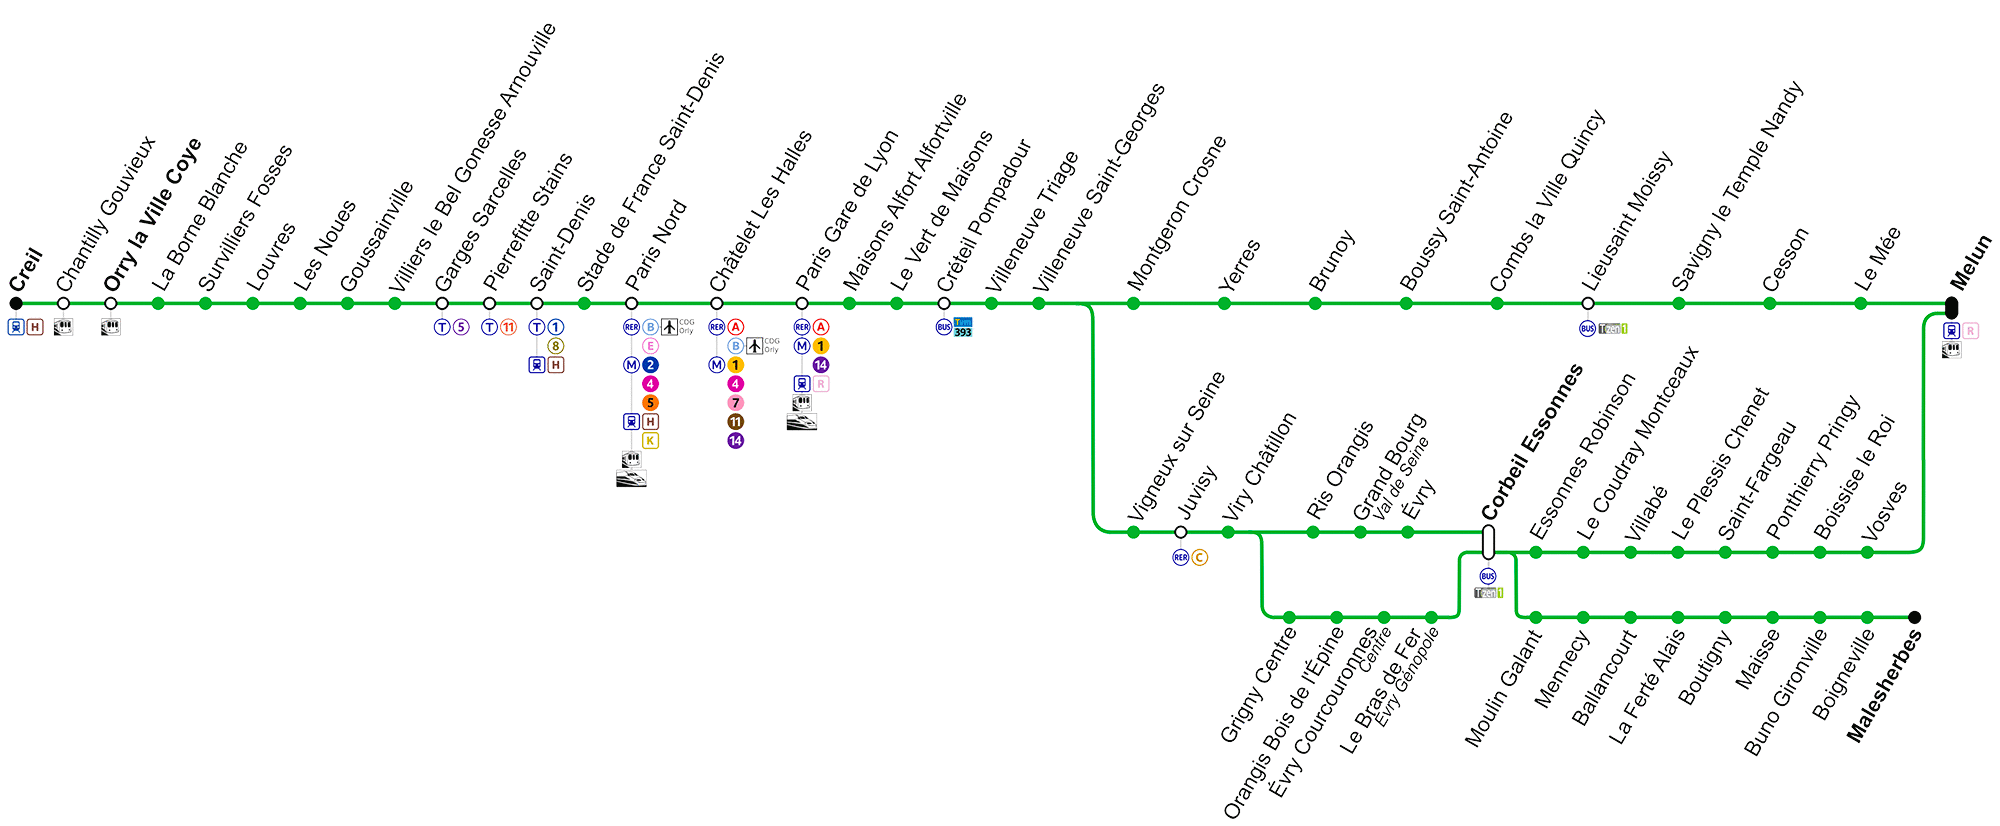 Creil
Chantilly Gouvieux
Orry la Ville Coye
La Borne Blanche
Survilliers Fosses
Louvres
Les Noues
Goussainville
Villiers le Bel Gonesse Arnouville
Garges Sarcelles
Pierrefitte Stains
Saint-Denis
Stade de France Saint-Denis
Paris Nord
Châtelet Les Halles
Paris Gare de Lyon
Maisons Alfort Alfortville
Le Vert de Maisons
Créteil Pompadour
Villeneuve Triage
Villeneuve Saint-Georges
Montgeron Crosne
Yerres
Brunoy
Boussy Saint-Antoine
Combs la Ville Quincy
Lieusaint Moissy
Savigny le Temple Nandy
Cesson
Le Mée
Melun
H
T 5
T 11
T 1
8
H
RER B CDG
Orly
E
M 2
4
5
H
K
RER A
B CDG
Orly
M 1
4
7
11
14
RER A
M 1
14
R
BUS Tvm
393
BUS Tzen 1
R
Vigneux sur Seine
Juvisy
Viry Châtillon
Ris Orangis
Grand Bourg
Val de Seine
Évry
Corbeil Essonnes
Essonnes Robinson
Le Coudray Montceaux
Villabé
Le Plessis Chenet
Saint-Fargeau
Ponthierry Pringy
Boissise le Roi
Vosves
RER C
BUS
Tzen 1
Grigny Centre
Orangis Bois de l'Épine
Évry Courcouronnes
Centre
Le Bras de Fer
Évry Génopole
Moulin Galant
Mennecy
Ballancourt
La Ferté Alais
Boutigny
Maisse
Buno Gironville
Boigneville
Malesherbes